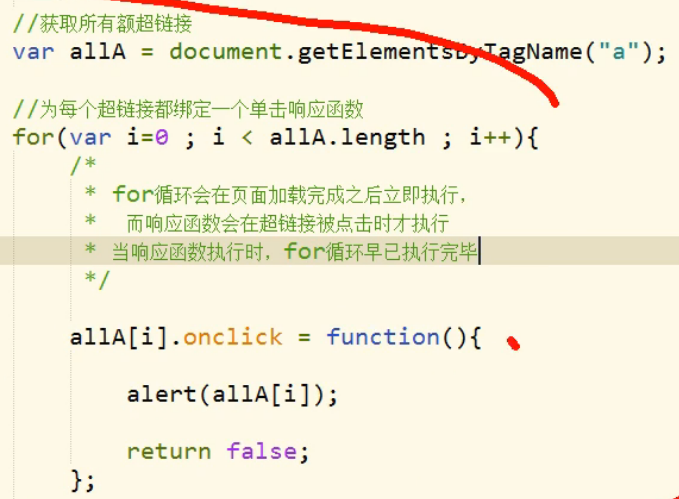 //获取所有额超链接
var allA = document.getElementsByTagName("a");
//为每个超链接都绑定一个单击响应函数
for(var i=0 ; i < allA.length ; i++){
/*
* for循环会在页面加载完成之后立即执行，
* 而响应函数会在超链接被点击时才执行
* 当响应函数执行时，for循环早已执行完毕
*/
allA[i].onclick = function(){
alert(allA[i]);
return false;
};